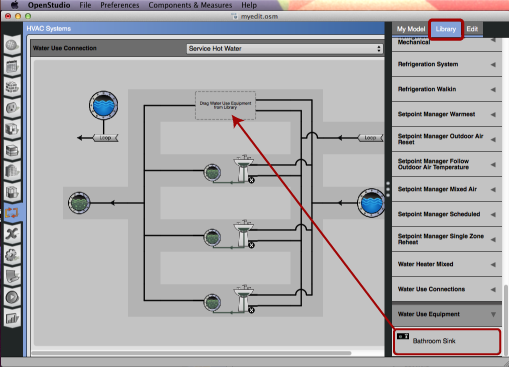 OpenStudio File Preferences Components & Measures Help
myedit.osm
HVAC Systems
My Model Library Edit
Water Use Connection
Service Hot Water
Mechanical
Refrigeration System
Refrigeration Walkin
Setpoint Manager Warmest
Setpoint Manager Outdoor Air
Reset
Setpoint Manager Follow
Outdoor Air Temperature
Setpoint Manager Mixed Air
Setpoint Manager Scheduled
Setpoint Manager Single Zone
Reheat
Water Heater Mixed
Water Use Connections
Water Use Equipment
Bathroom Sink
Drag Water Use Equipment
from Library
Loop
Loop